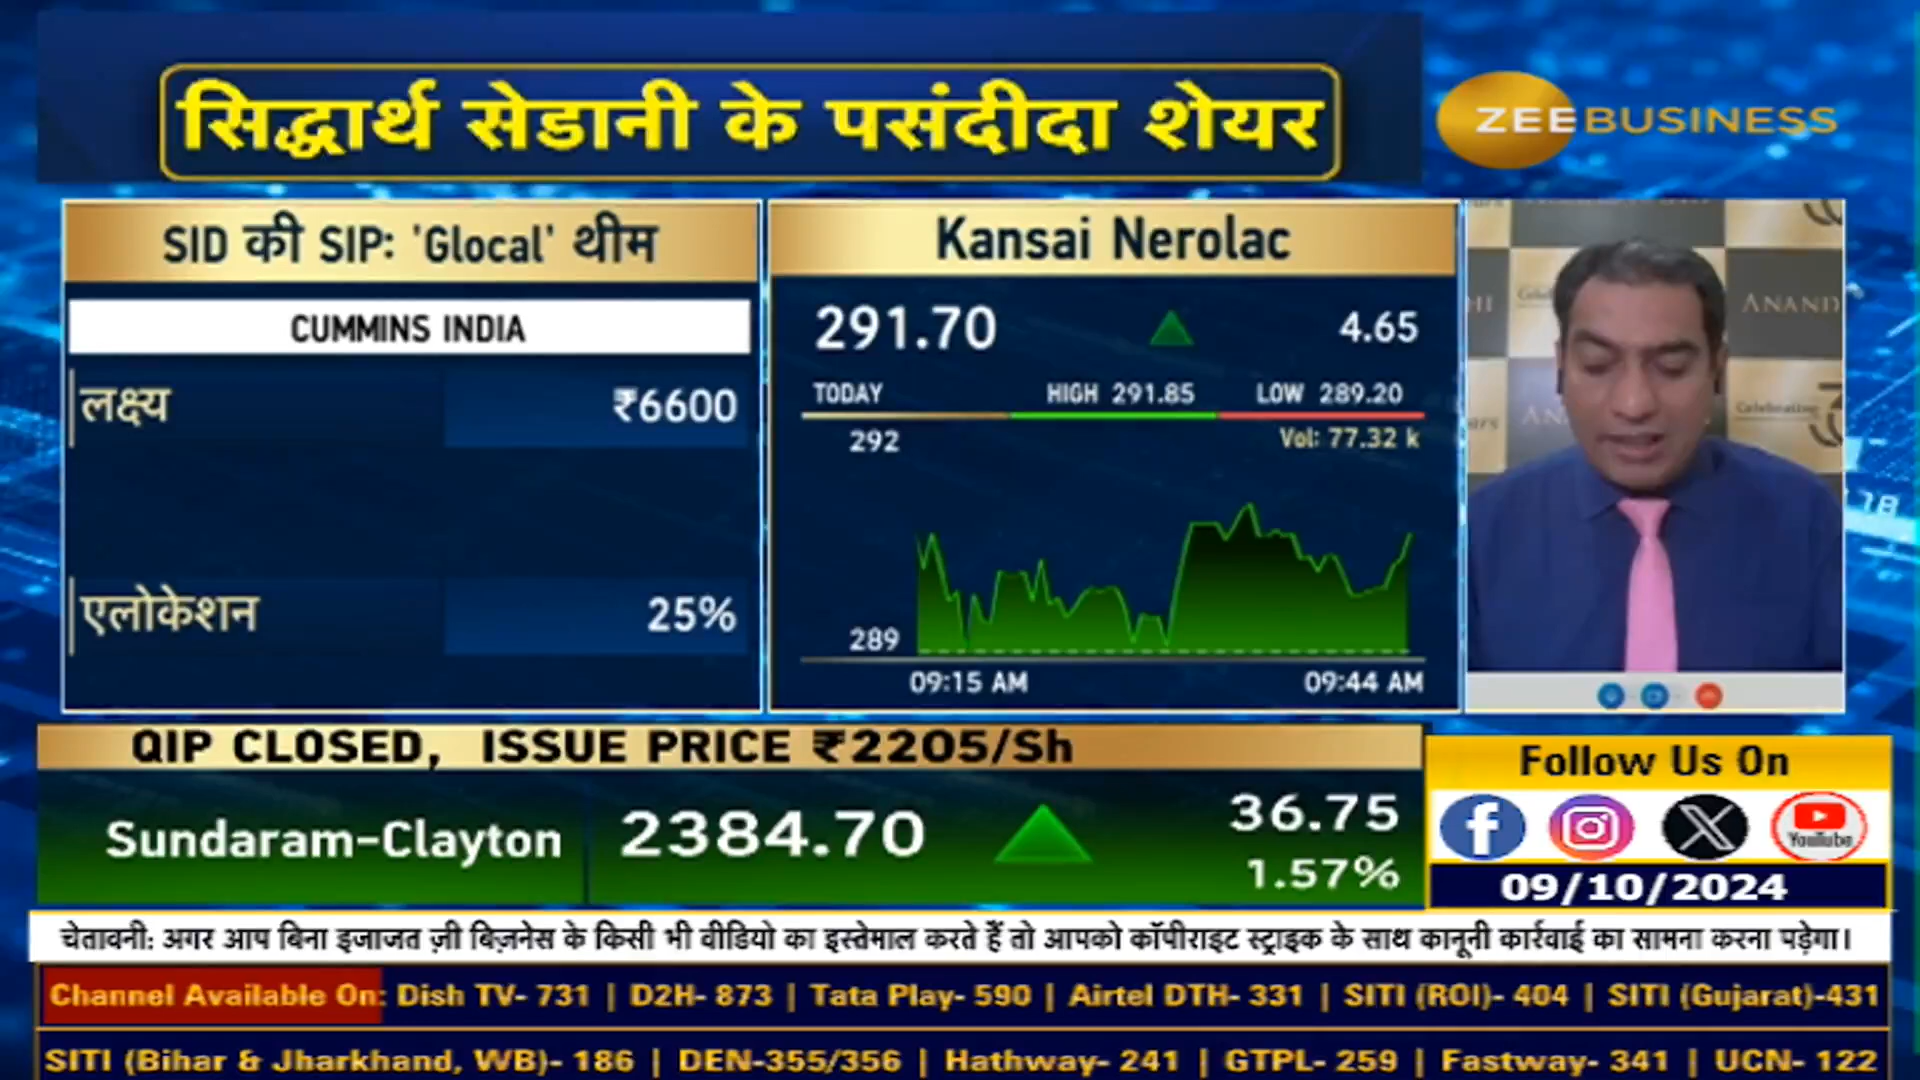 सिद्धार्थ सेडानी के पसंदीदा शेयर
ZEEBUSINESS
SID की SIP: 'Glocal' थीम
CUMMINS INDIA
लक्ष्य ₹6600
एलोकेशन 25%
Kansai Nerolac
291.70 4.65
TODAY HIGH 291.85 LOW 289.20
Vol: 77.32 k
292
289
09:15 AM 09:44 AM
ANAND
QIP CLOSED, ISSUE PRICE ₹2205/Sh
Sundaram-Clayton 2384.70 36.75
1.57%
Follow Us On
YouTube
09/10/2024
चेतावनी: अगर आप बिना इजाजत ज़ी बिज़नेस के किसी भी वीडियो का इस्तेमाल करते हैं तो आपको कॉपीराइट स्ट्राइक के साथ कानूनी कार्रवाई का सामना करना पड़ेगा।
Channel Available On: Dish TV- 731 | D2H- 873 | Tata Play- 590 | Airtel DTH- 331 | SITI (ROI)- 404 | SITI (Gujarat)-431
SITI (Bihar & Jharkhand, WB)- 186 | DEN-355/356 | Hathway- 241 | GTPL- 259 | Fastway- 341 | UCN- 122